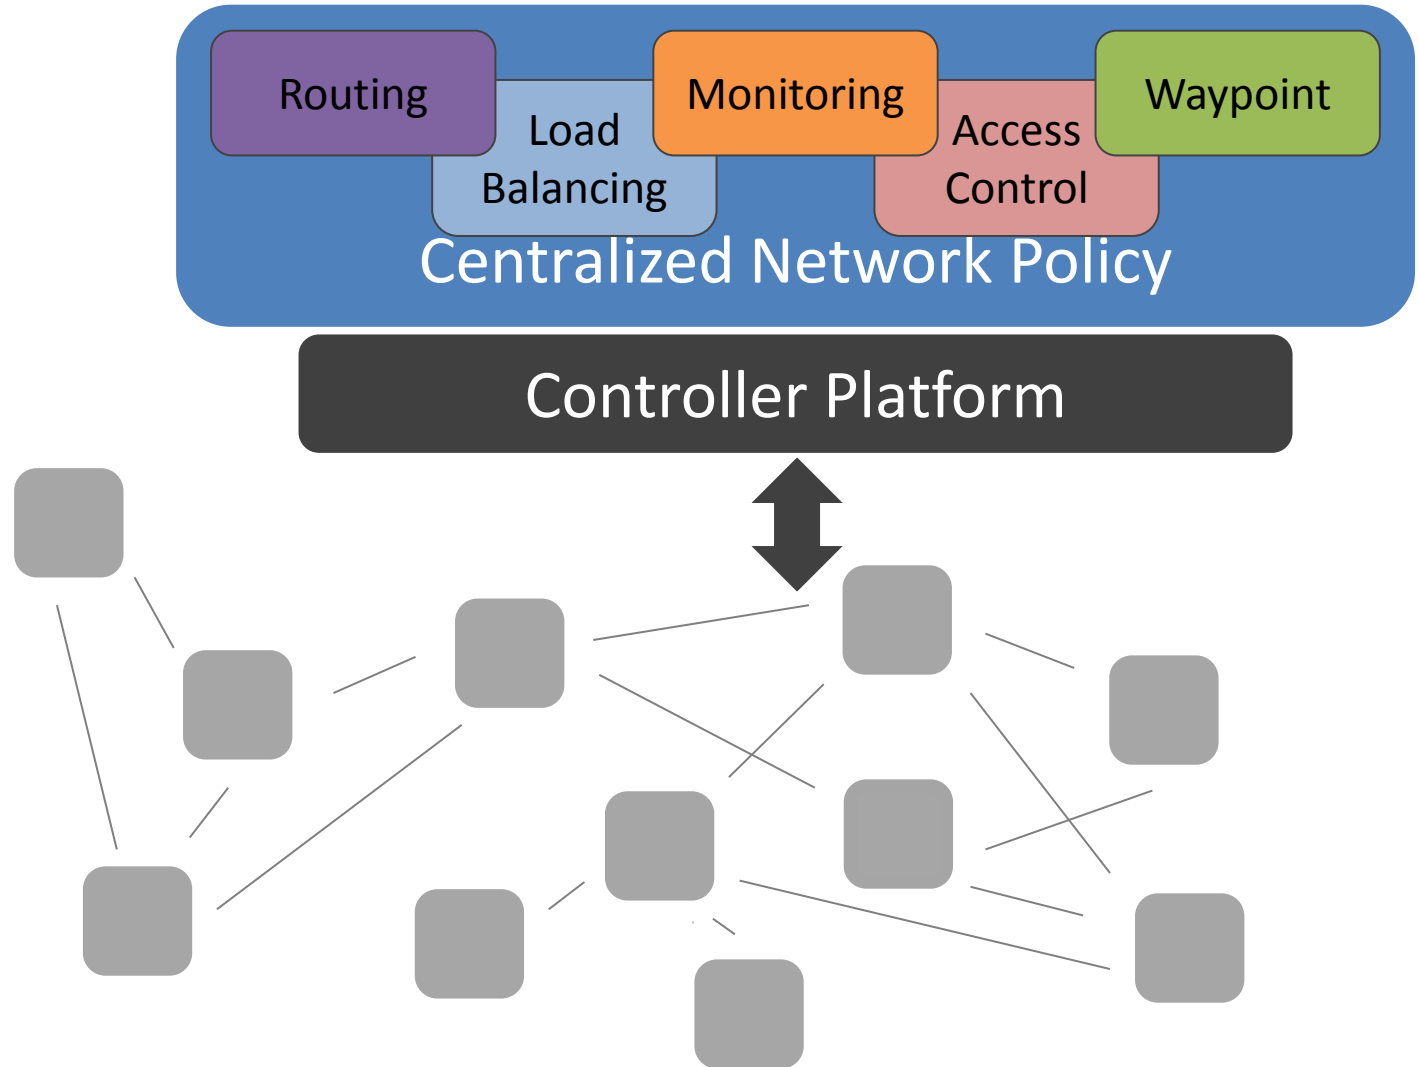 Routing
Load
Balancing
Monitoring
Access
Control
Waypoint
Centralized Network Policy
Controller Platform